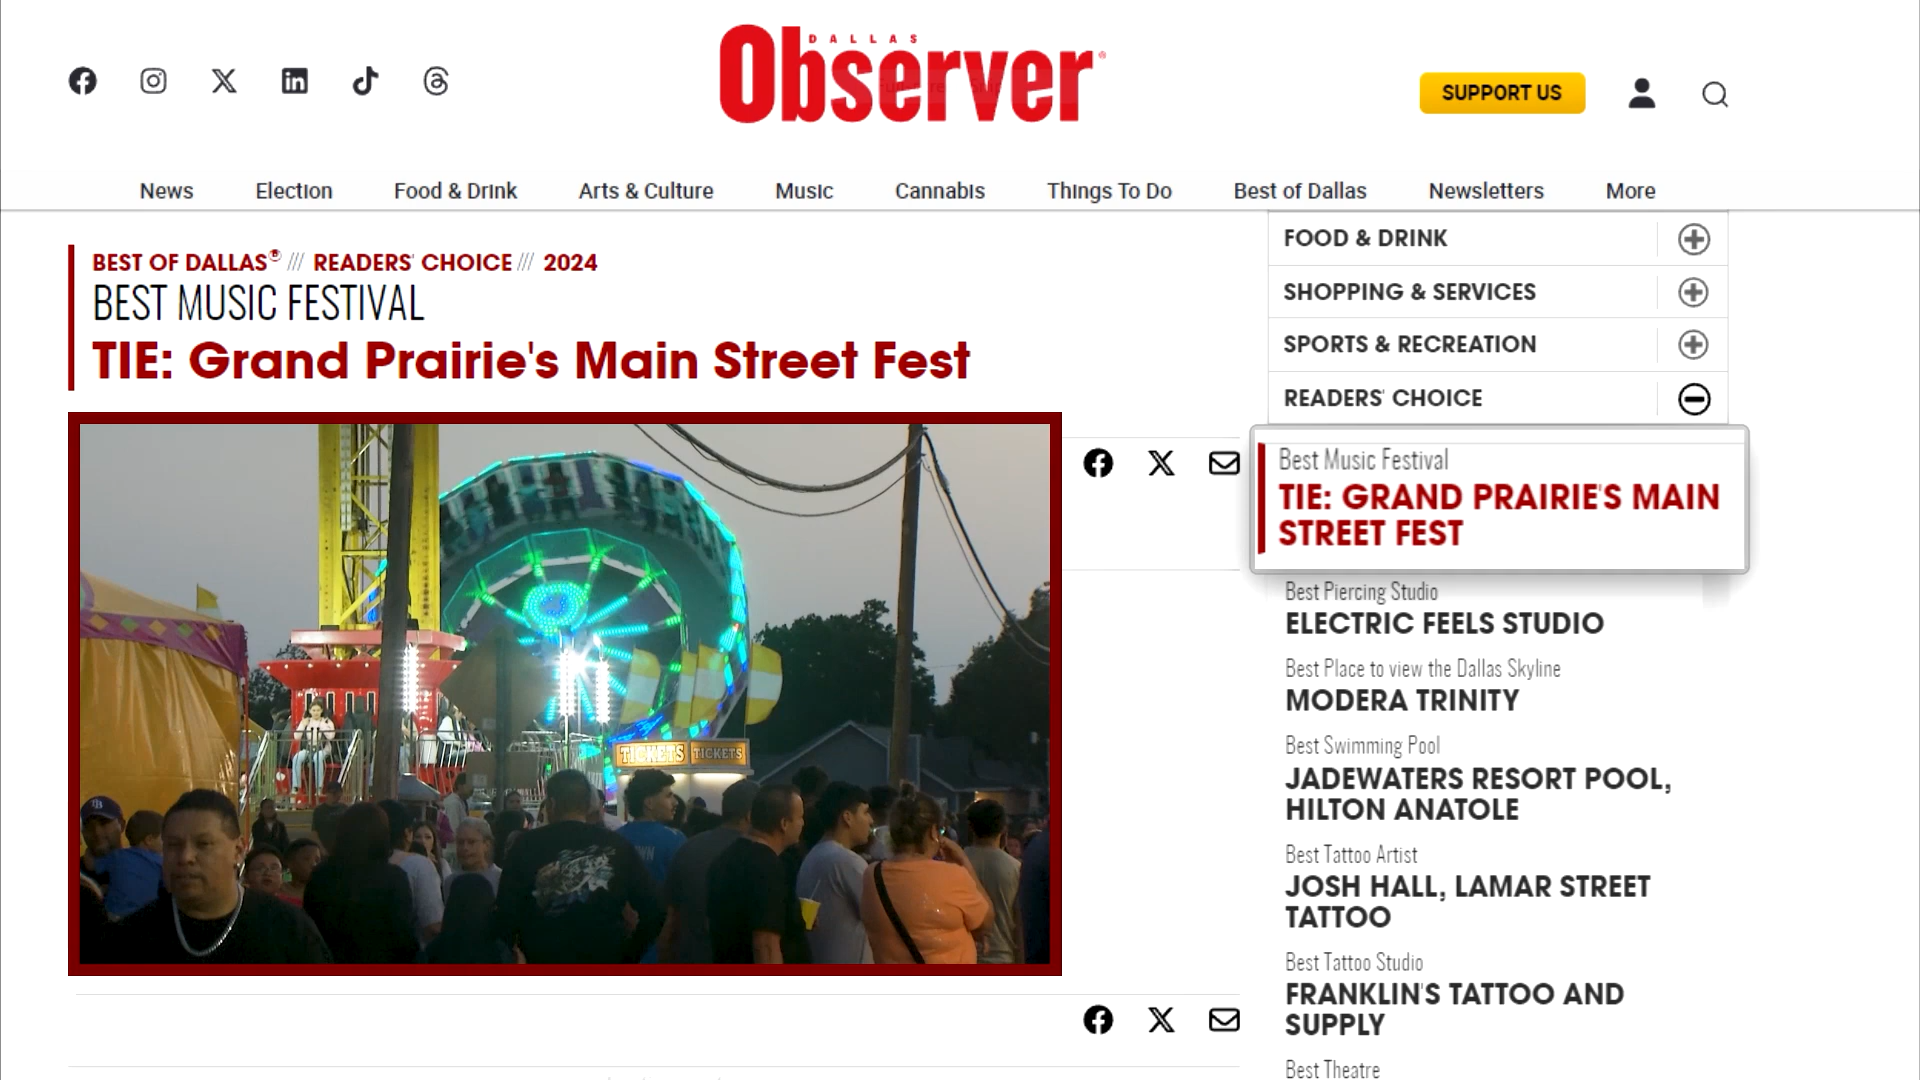 DALLAS
Observer
SUPPORT US
News Election Food & Drink Arts & Culture Music Cannabis Things To Do Best of Dallas Newsletters More
BEST OF DALLAS® /// READERS' CHOICE /// 2024
BEST MUSIC FESTIVAL
TIE: Grand Prairie's Main Street Fest
TICKETS TICKETS
FOOD & DRINK
SHOPPING & SERVICES
SPORTS & RECREATION
READERS' CHOICE
Best Music Festival
TIE: GRAND PRAIRIE'S MAIN
STREET FEST
Best Piercing Studio
ELECTRIC FEELS STUDIO
Best Place to view the Dallas Skyline
MODERA TRINITY
Best Swimming Pool
JADEWATERS RESORT POOL,
HILTON ANATOLE
Best Tattoo Artist
JOSH HALL, LAMAR STREET
TATTOO
Best Tattoo Studio
FRANKLIN'S TATTOO AND
SUPPLY
Best Theatre